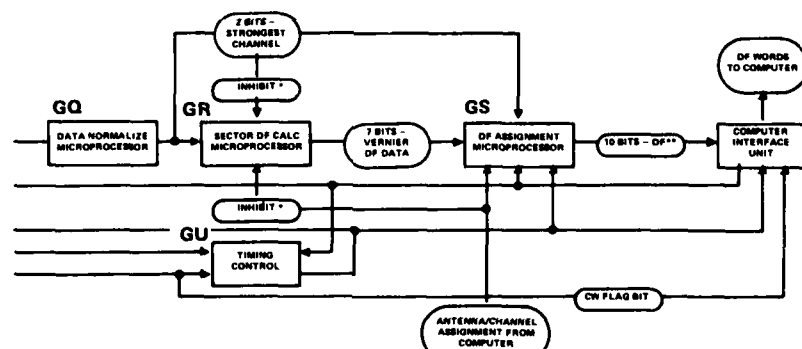 2 BITS –
STRONGEST
CHANNEL
DF WORDS
TO COMPUTER
INHIBIT *
GQ
GR
GS
DATA NORMALIZE
MICROPROCESSOR
SECTOR DF CALC
MICROPROCESSOR
7 BITS –
VERNIER
DF DATA
DF ASSIGNMENT
MICROPROCESSOR
10 BITS – DF**
COMPUTER
INTERFACE
UNIT
INHIBIT *
GU
TIMING
CONTROL
CW FLAG BIT
ANTENNA/CHANNEL
ASSIGNMENT FROM
COMPUTER